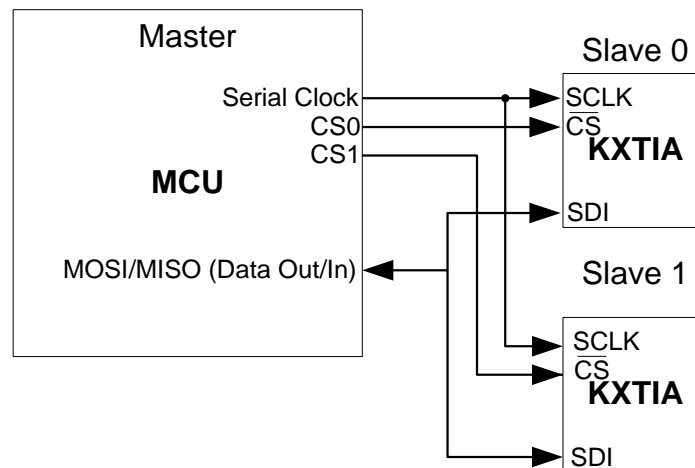 Master
Serial Clock
CS0
CS1
MCU
MOSI/MISO (Data Out/In)
Slave 0
SCLK
CS
KXTIA
SDI
Slave 1
SCLK
CS
KXTIA
SDI